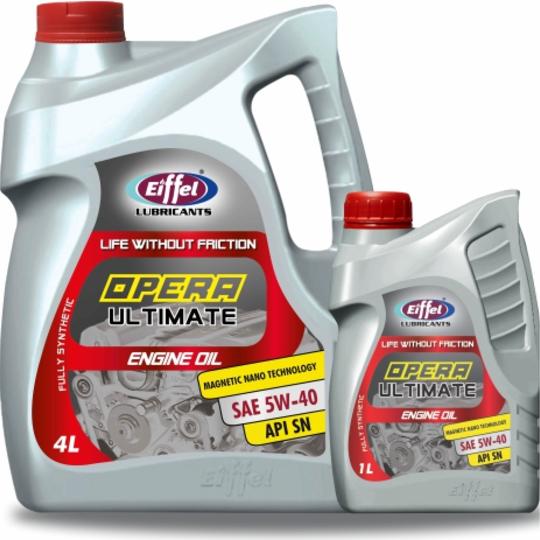 Eiffel
LUBRICANTS
LIFE WITHOUT FRICTION
OPERA
ULTIMATE
ENGINE OIL
FULLY SYNTHETIC
MAGNETIC NANO TECHNOLOGY
SAE 5W-40
API SN
4L
Eiffel
Eiffel
LUBRICANTS
LIFE WITHOUT FRICTION
OPERA
ULTIMATE
ENGINE OIL
FULLY SYNTHETIC
MAGNETIC NANO TECHNOLOGY
SAE 5W-40
API SN
1L
Eiffel